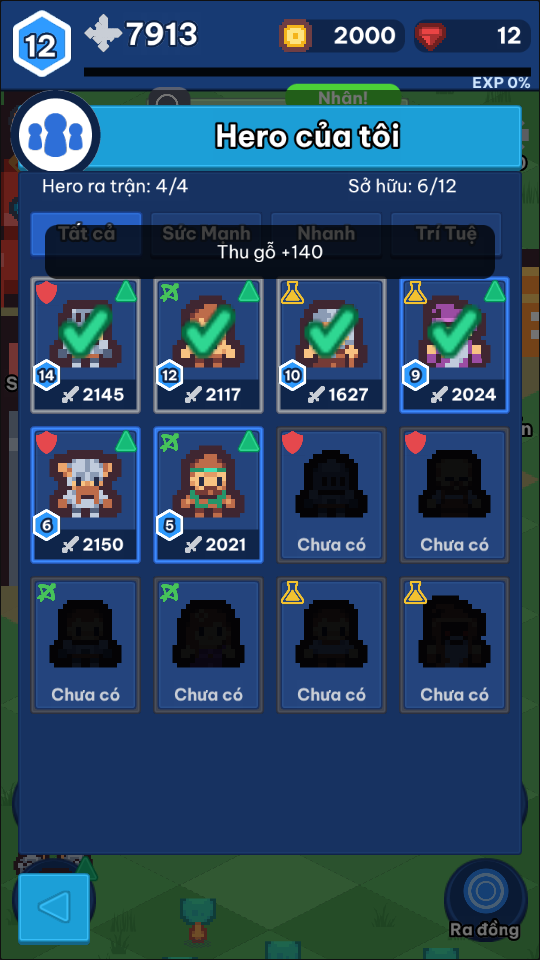 12
7913
2000
12
EXP 0%
Nhân!
Hero của tôi
Hero ra trận: 4/4
Sở hữu: 6/12
Tất cả
Sức Mạnh
Nhanh
Trí Tuệ
Thu gỗ +140
14
2145
12
2117
10
1627
9
2024
6
2150
5
2021
Chưa có
Chưa có
Chưa có
Chưa có
Chưa có
Chưa có
Ra đồng